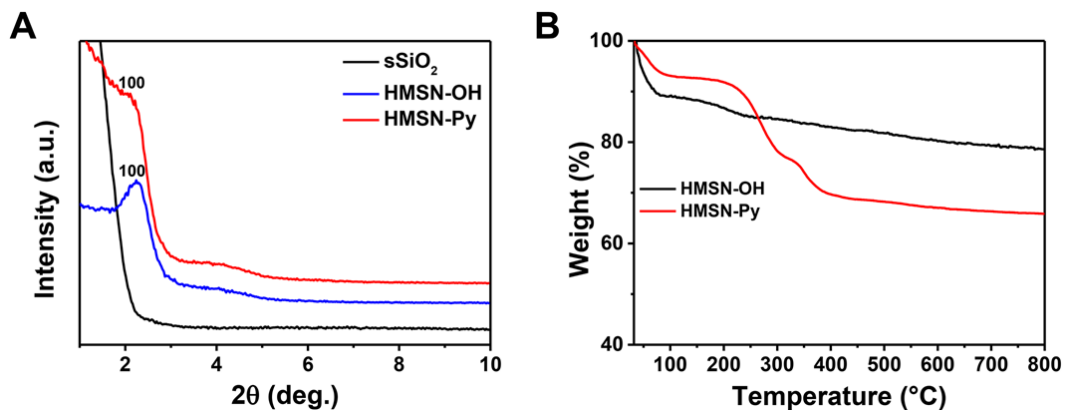 A
Intensity (a.u.)
100
100
sSiO₂
HMSN-OH
HMSN-Py
2 4 6 8 10
2θ (deg.)
B
Weight (%)
100
80
60
40
HMSN-OH
HMSN-Py
100 200 300 400 500 600 700 800
Temperature (°C)